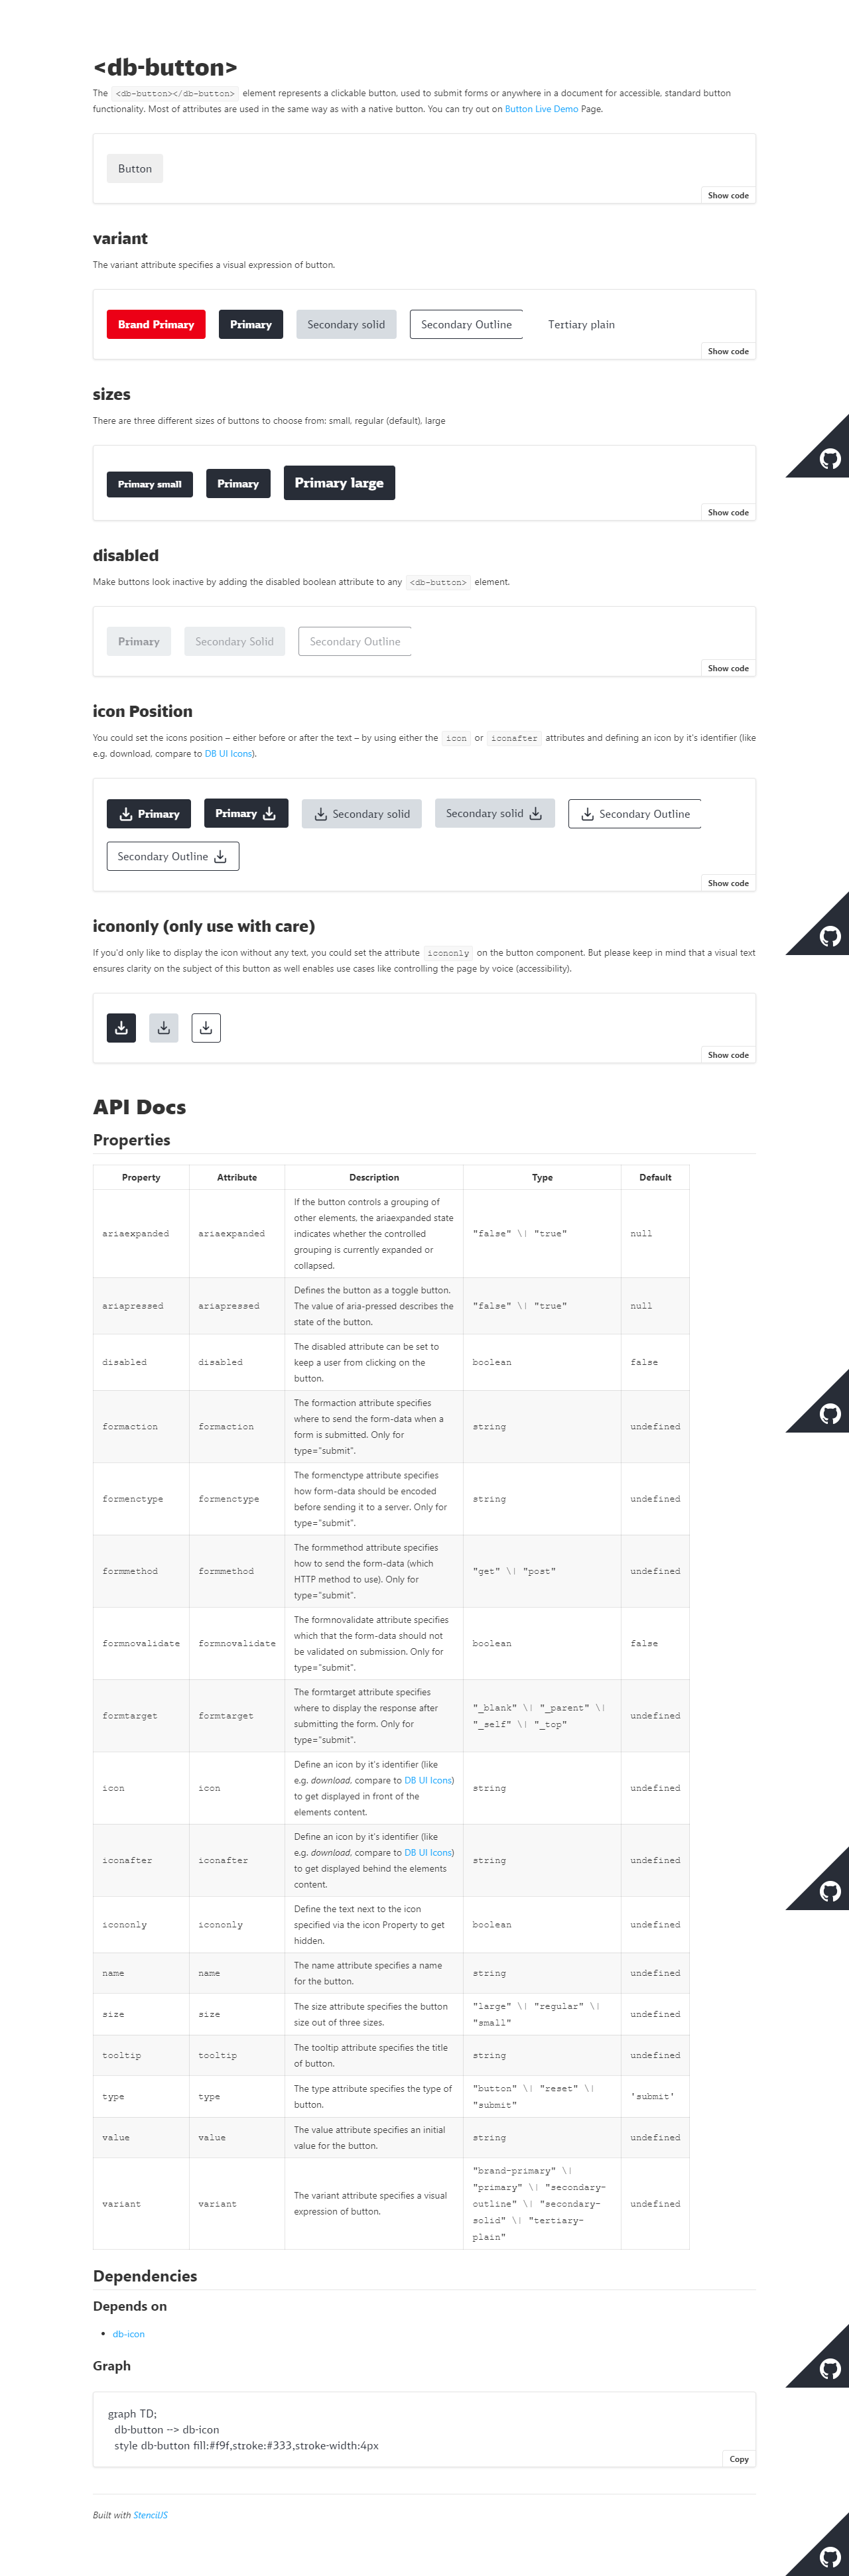 <db-button>
The <db-button></db-button> element represents a clickable button, used to submit forms or anywhere in a document for accessible, standard button
functionality. Most of attributes are used in the same way as with a native button. You can try out on Button Live Demo Page.
Button
Show code
variant
The variant attribute specifies a visual expression of button.
Brand Primary Primary Secondary solid Secondary Outline Tertiary plain
Show code
sizes
There are three different sizes of buttons to choose from: small, regular (default), large
Primary small Primary Primary large
Show code
disabled
Make buttons look inactive by adding the disabled boolean attribute to any <db-button> element.
Primary Secondary Solid Secondary Outline
Show code
icon Position
You could set the icons position – either before or after the text – by using either the icon or iconafter attributes and defining an icon by it's identifier (like
e.g. download, compare to DB UI Icons).
Primary Primary Secondary solid Secondary solid Secondary Outline
Secondary Outline
Show code
icononly (only use with care)
If you'd only like to display the icon without any text, you could set the attribute icononly on the button component. But please keep in mind that a visual text
ensures clarity on the subject of this button as well enables use cases like controlling the page by voice (accessibility).
Show code
API Docs
Properties
Property Attribute Description Type Default
If the button controls a grouping of
other elements, the ariaexpanded state
ariaexpanded ariaexpanded indicates whether the controlled "false" \| "true" null
grouping is currently expanded or
collapsed.
Defines the button as a toggle button.
ariapressed ariapressed The value of aria-pressed describes the "false" \| "true" null
state of the button.
The disabled attribute can be set to
disabled disabled keep a user from clicking on the boolean false
button.
The formaction attribute specifies
where to send the form-data when a
formaction formaction form is submitted. Only for string undefined
type="submit".
The formenctype attribute specifies
how form-data should be encoded
formenctype formenctype before sending it to a server. Only for string undefined
type="submit".
The formmethod attribute specifies
how to send the form-data (which
formmethod formmethod HTTP method to use). Only for "get" \| "post" undefined
type="submit".
The formnovalidate attribute specifies
which that the form-data should not
formnovalidate formnovalidate be validated on submission. Only for boolean false
type="submit".
The formtarget attribute specifies
where to display the response after "_blank" \| "_parent" \|
formtarget formtarget submitting the form. Only for "_self" \| "_top" undefined
type="submit".
Define an icon by it's identifier (like
e.g. download, compare to DB UI Icons)
icon icon to get displayed in front of the string undefined
elements content.
Define an icon by it's identifier (like
e.g. download, compare to DB UI Icons)
iconafter iconafter to get displayed behind the elements string undefined
content.
Define the text next to the icon
icononly icononly specified via the icon Property to get boolean undefined
hidden.
The name attribute specifies a name
name name for the button. string undefined
The size attribute specifies the button "large" \| "regular" \|
size size size out of three sizes. "small" undefined
The tooltip attribute specifies the title
tooltip tooltip of button. string undefined
The type attribute specifies the type of "button" \| "reset" \|
type type button. "submit" 'submit'
The value attribute specifies an initial
value value value for the button. string undefined
"brand-primary" \|
The variant attribute specifies a visual "primary" \| "secondary-
variant variant expression of button. outline" \| "secondary- undefined
solid" \| "tertiary-
plain"
Dependencies
Depends on
db-icon
Graph
graph TD;
db-button --> db-icon
style db-button fill:#f9f,stroke:#333,stroke-width:4px
Copy
Built with StencilJS